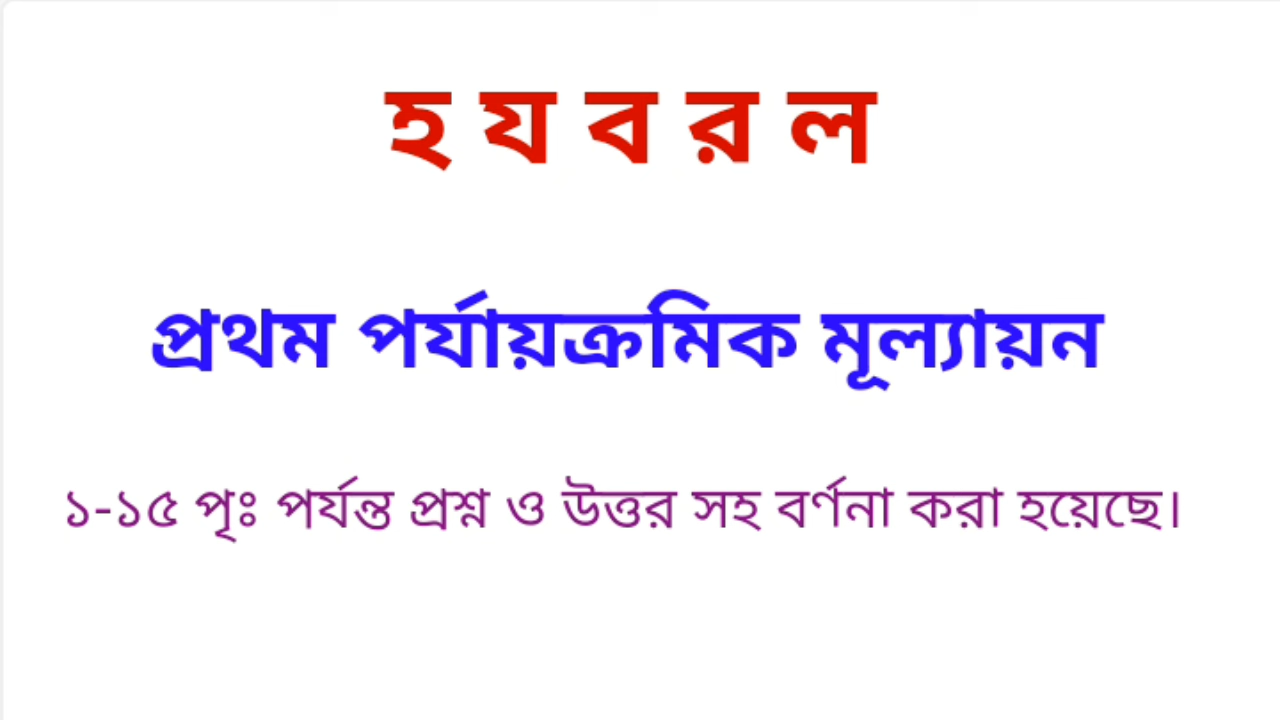 হ য ব র ল
প্রথম পর্যায়ক্রমিক মূল্যায়ন
১-১৫ পৃঃ পর্যন্ত প্রশ্ন ও উত্তর সহ বর্ণনা করা হয়েছে।